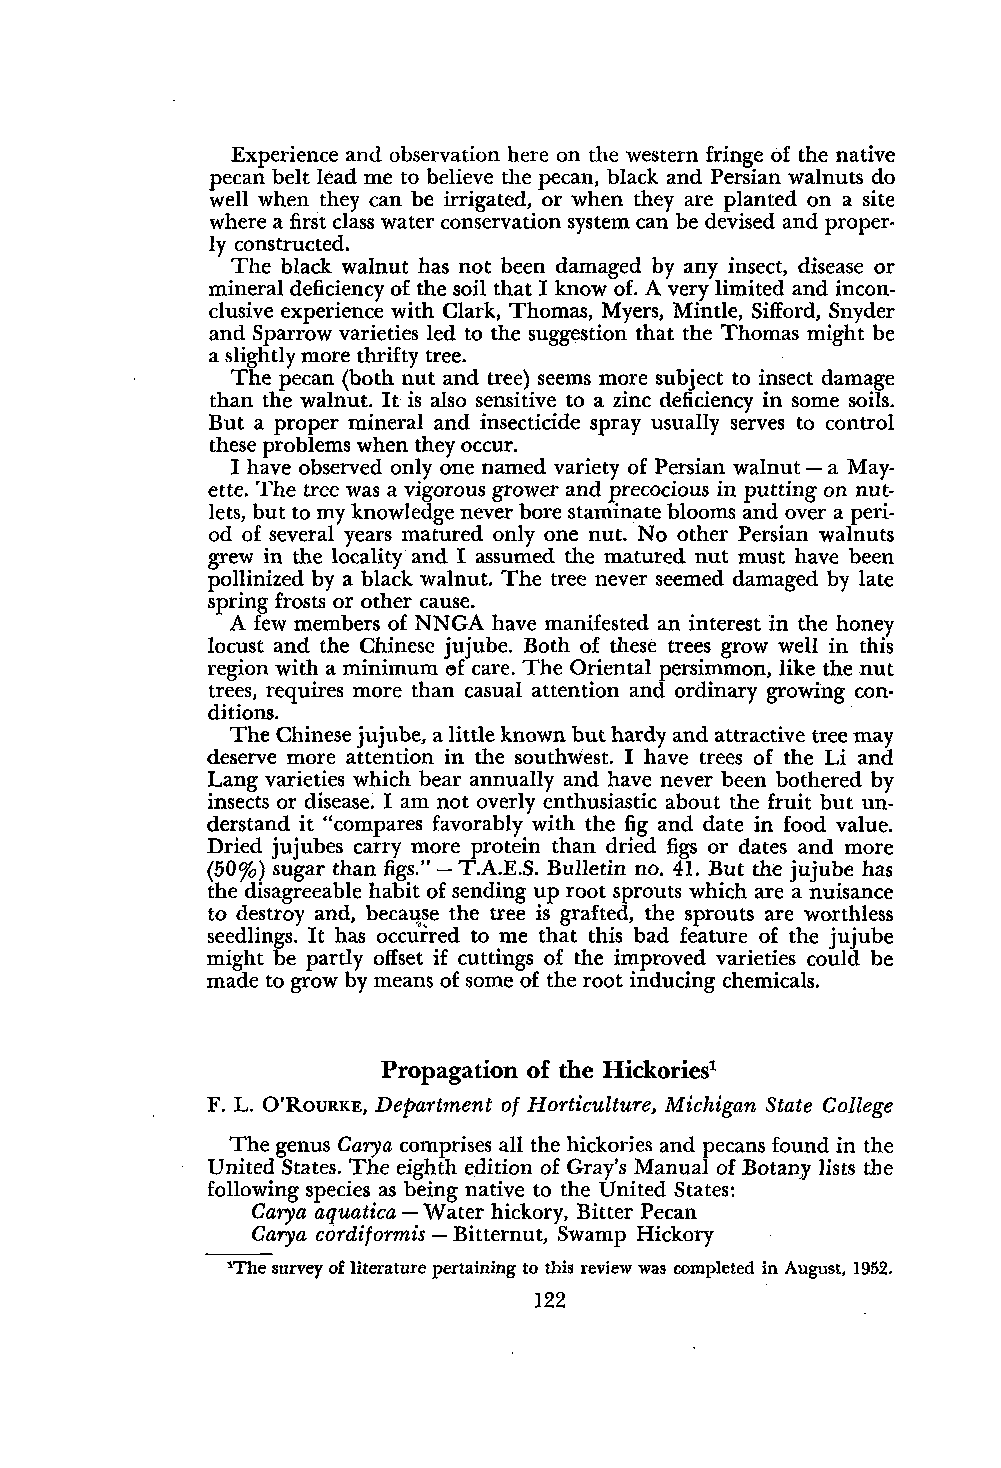 Experience and observation here on the western fringe of the native
pecan belt lead me to believe the pecan, black and Persian walnuts do
well when they can be irrigated, or when they are planted on a site
where a first class water conservation system can be devised and proper-
ly constructed.
The black walnut has not been damaged by any insect, disease or
mineral deficiency of the soil that I know of. A very limited and incon-
clusive experience with Clark, Thomas, Myers, Mintle, Sifford, Snyder
and Sparrow varieties led to the suggestion that the Thomas might be
a slightly more thrifty tree.
The pecan (both nut and tree) seems more subject to insect damage
than the walnut. It is also sensitive to a zinc deficiency in some soils.
But a proper mineral and insecticide spray usually serves to control
these problems when they occur.
I have observed only one named variety of Persian walnut — a May-
ette. The tree was a vigorous grower and precocious in putting on nut-
lets, but to my knowledge never bore staminate blooms and over a peri-
od of several years matured only one nut. No other Persian walnuts
grew in the locality and I assumed the matured nut must have been
pollinized by a black walnut. The tree never seemed damaged by late
spring frosts or other cause.
A few members of NNGA have manifested an interest in the honey
locust and the Chinese jujube. Both of these trees grow well in this
region with a minimum of care. The Oriental persimmon, like the nut
trees, requires more than casual attention and ordinary growing con-
ditions.
The Chinese jujube, a little known but hardy and attractive tree may
deserve more attention in the southwest. I have trees of the Li and
Lang varieties which bear annually and have never been bothered by
insects or disease. I am not overly enthusiastic about the fruit but un-
derstand it "compares favorably with the fig and date in food value.
Dried jujubes carry more protein than dried figs or dates and more
(50%) sugar than figs." — T.A.E.S. Bulletin no. 41. But the jujube has
the disagreeable habit of sending up root sprouts which are a nuisance
to destroy and, because the tree is grafted, the sprouts are worthless
seedlings. It has occurred to me that this bad feature of the jujube
might be partly offset if cuttings of the improved varieties could be
made to grow by means of some of the root inducing chemicals.
Propagation of the Hickories¹
F. L. O'ROURKE, Department of Horticulture, Michigan State College
The genus Carya comprises all the hickories and pecans found in the
United States. The eighth edition of Gray's Manual of Botany lists the
following species as being native to the United States:
Carya aquatica — Water hickory, Bitter Pecan
Carya cordiformis — Bitternut, Swamp Hickory
¹The survey of literature pertaining to this review was completed in August, 1952.
122